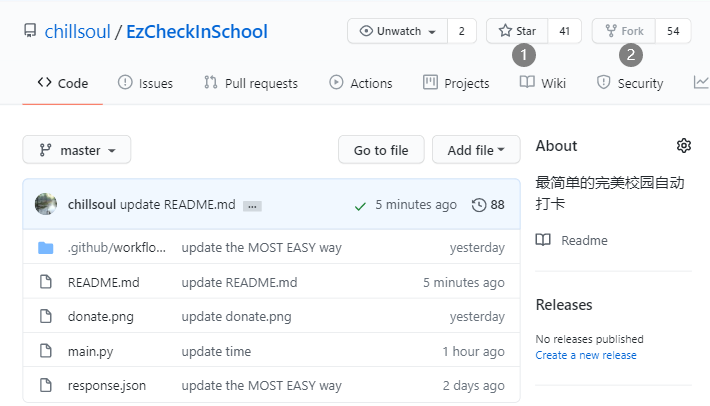 chillsoul / EzCheckInSchool
Unwatch 2 Star 41 Fork 54
1 2
Code Issues Pull requests Actions Projects Wiki Security
master Go to file Add file
About
最简单的完美校园自动
打卡
Readme
Releases
No releases published
Create a new release
chillsoul update README.md ... 5 minutes ago 88
.github/workflo... update the MOST EASY way yesterday
README.md update README.md 5 minutes ago
donate.png update donate.png yesterday
main.py update time 1 hour ago
response.json update the MOST EASY way 2 days ago